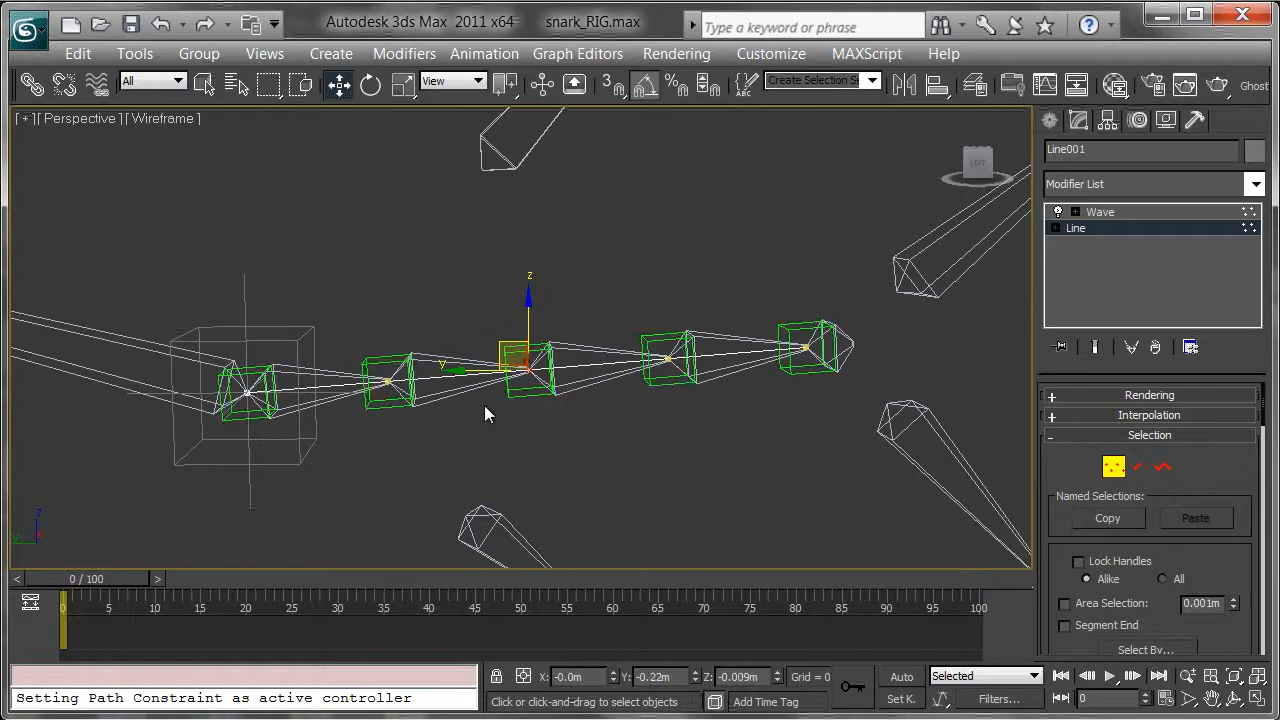 Autodesk 3ds Max 2011 x64 snark_RIG.max
Type a keyword or phrase
Edit Tools Group Views Create Modifiers Animation Graph Editors Rendering Customize MAXScript Help
All View 3 Create Selection Se Ghost
[ + ] [ Perspective ] [ Wireframe ]
LEFT
Line001
Modifier List
Wave
Line
z
y
Rendering
Interpolation
Selection
Named Selections:
Copy Paste
Lock Handles
Alike All
Area Selection: 0.001m
Segment End
Select By...
z
y
< 0 / 100 >
0 5 10 15 20 25 30 35 40 45 50 55 60 65 70 75 80 85 90 95 100
X: -0.0m Y: -0.22m Z: -0.009m Grid = 0 Auto Selected
Setting Path Constraint as active controller
Click or click-and-drag to select objects Add Time Tag Set K. Filters... 0